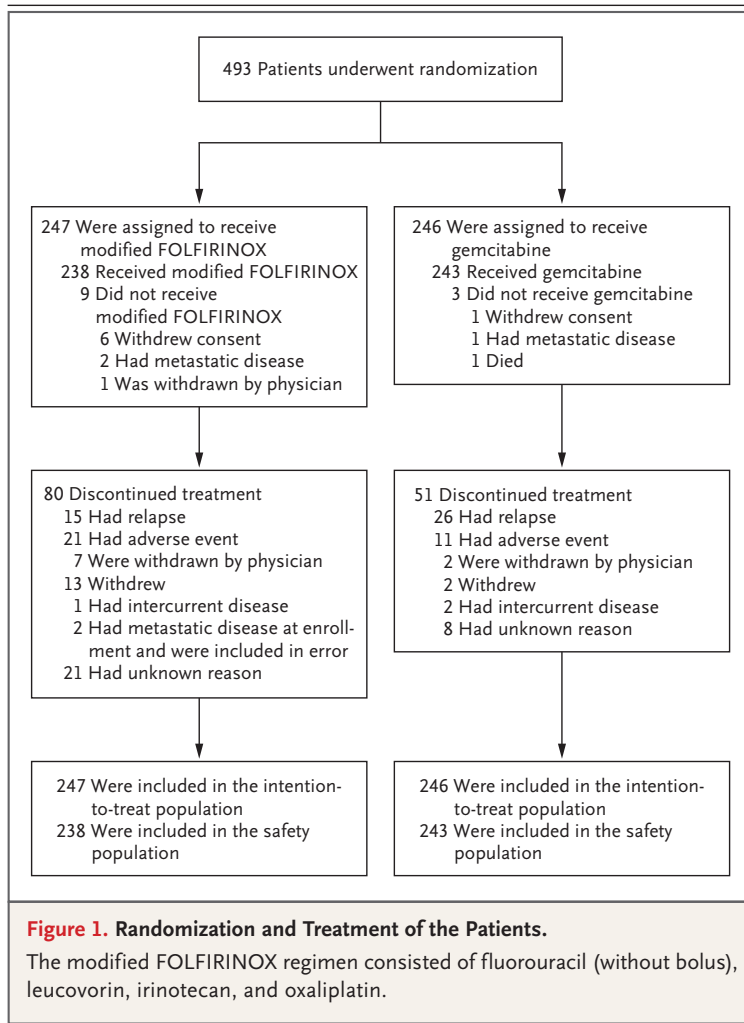 493 Patients underwent randomization
247 Were assigned to receive
modified FOLFIRINOX
238 Received modified FOLFIRINOX
9 Did not receive
modified FOLFIRINOX
6 Withdrew consent
2 Had metastatic disease
1 Was withdrawn by physician
246 Were assigned to receive
gemcitabine
243 Received gemcitabine
3 Did not receive gemcitabine
1 Withdrew consent
1 Had metastatic disease
1 Died
80 Discontinued treatment
15 Had relapse
21 Had adverse event
7 Were withdrawn by physician
13 Withdrew
1 Had intercurrent disease
2 Had metastatic disease at enroll-
ment and were included in error
21 Had unknown reason
51 Discontinued treatment
26 Had relapse
11 Had adverse event
2 Were withdrawn by physician
2 Withdrew
2 Had intercurrent disease
8 Had unknown reason
247 Were included in the intention-
to-treat population
238 Were included in the safety
population
246 Were included in the intention-
to-treat population
243 Were included in the safety
population
Figure 1. Randomization and Treatment of the Patients.
The modified FOLFIRINOX regimen consisted of fluorouracil (without bolus),
leucovorin, irinotecan, and oxaliplatin.